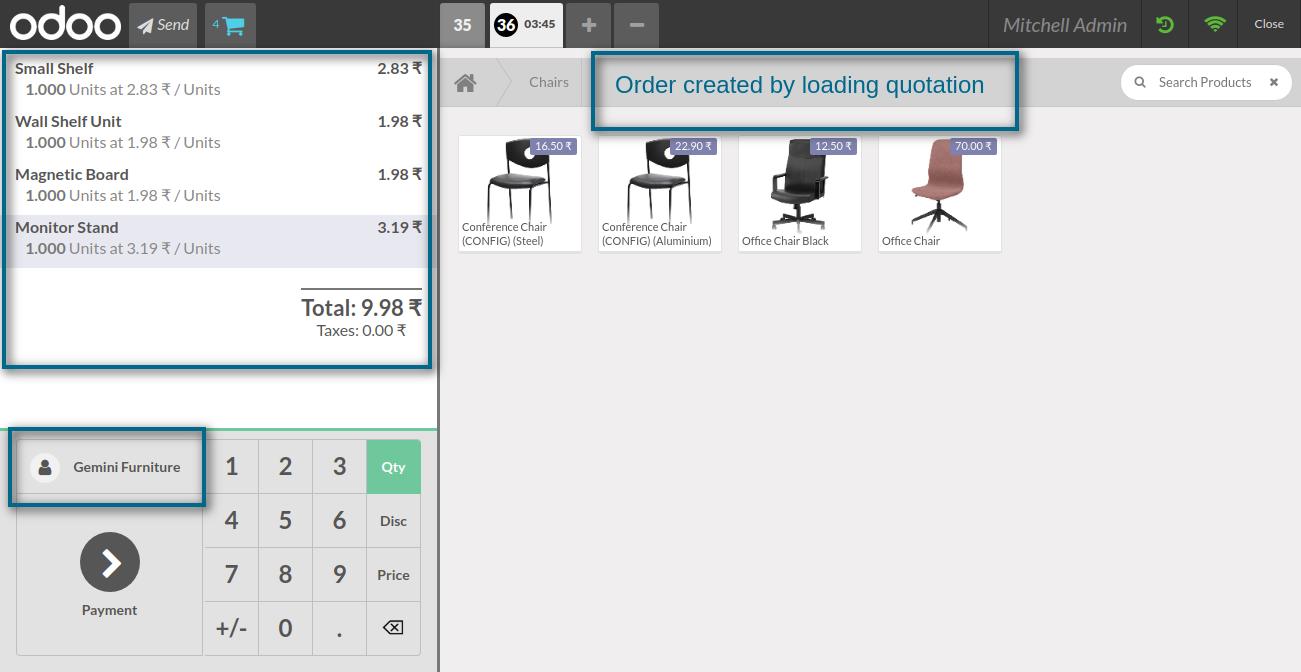 odoo
Send
4
35
36 03:45
Mitchell Admin
Close
Small Shelf 2.83 ₹
1.000 Units at 2.83 ₹ / Units
Wall Shelf Unit 1.98 ₹
1.000 Units at 1.98 ₹ / Units
Magnetic Board 1.98 ₹
1.000 Units at 1.98 ₹ / Units
Monitor Stand 3.19 ₹
1.000 Units at 3.19 ₹ / Units
Total: 9.98 ₹
Taxes: 0.00 ₹
Chairs
Order created by loading quotation
Search Products
16.50 ₹
Conference Chair
(CONFIG) (Steel)
22.90 ₹
Conference Chair
(CONFIG) (Aluminium)
12.50 ₹
Office Chair Black
70.00 ₹
Office Chair
Gemini Furniture
Payment
1 2 3 Qty
4 5 6 Disc
7 8 9 Price
+/- 0 .